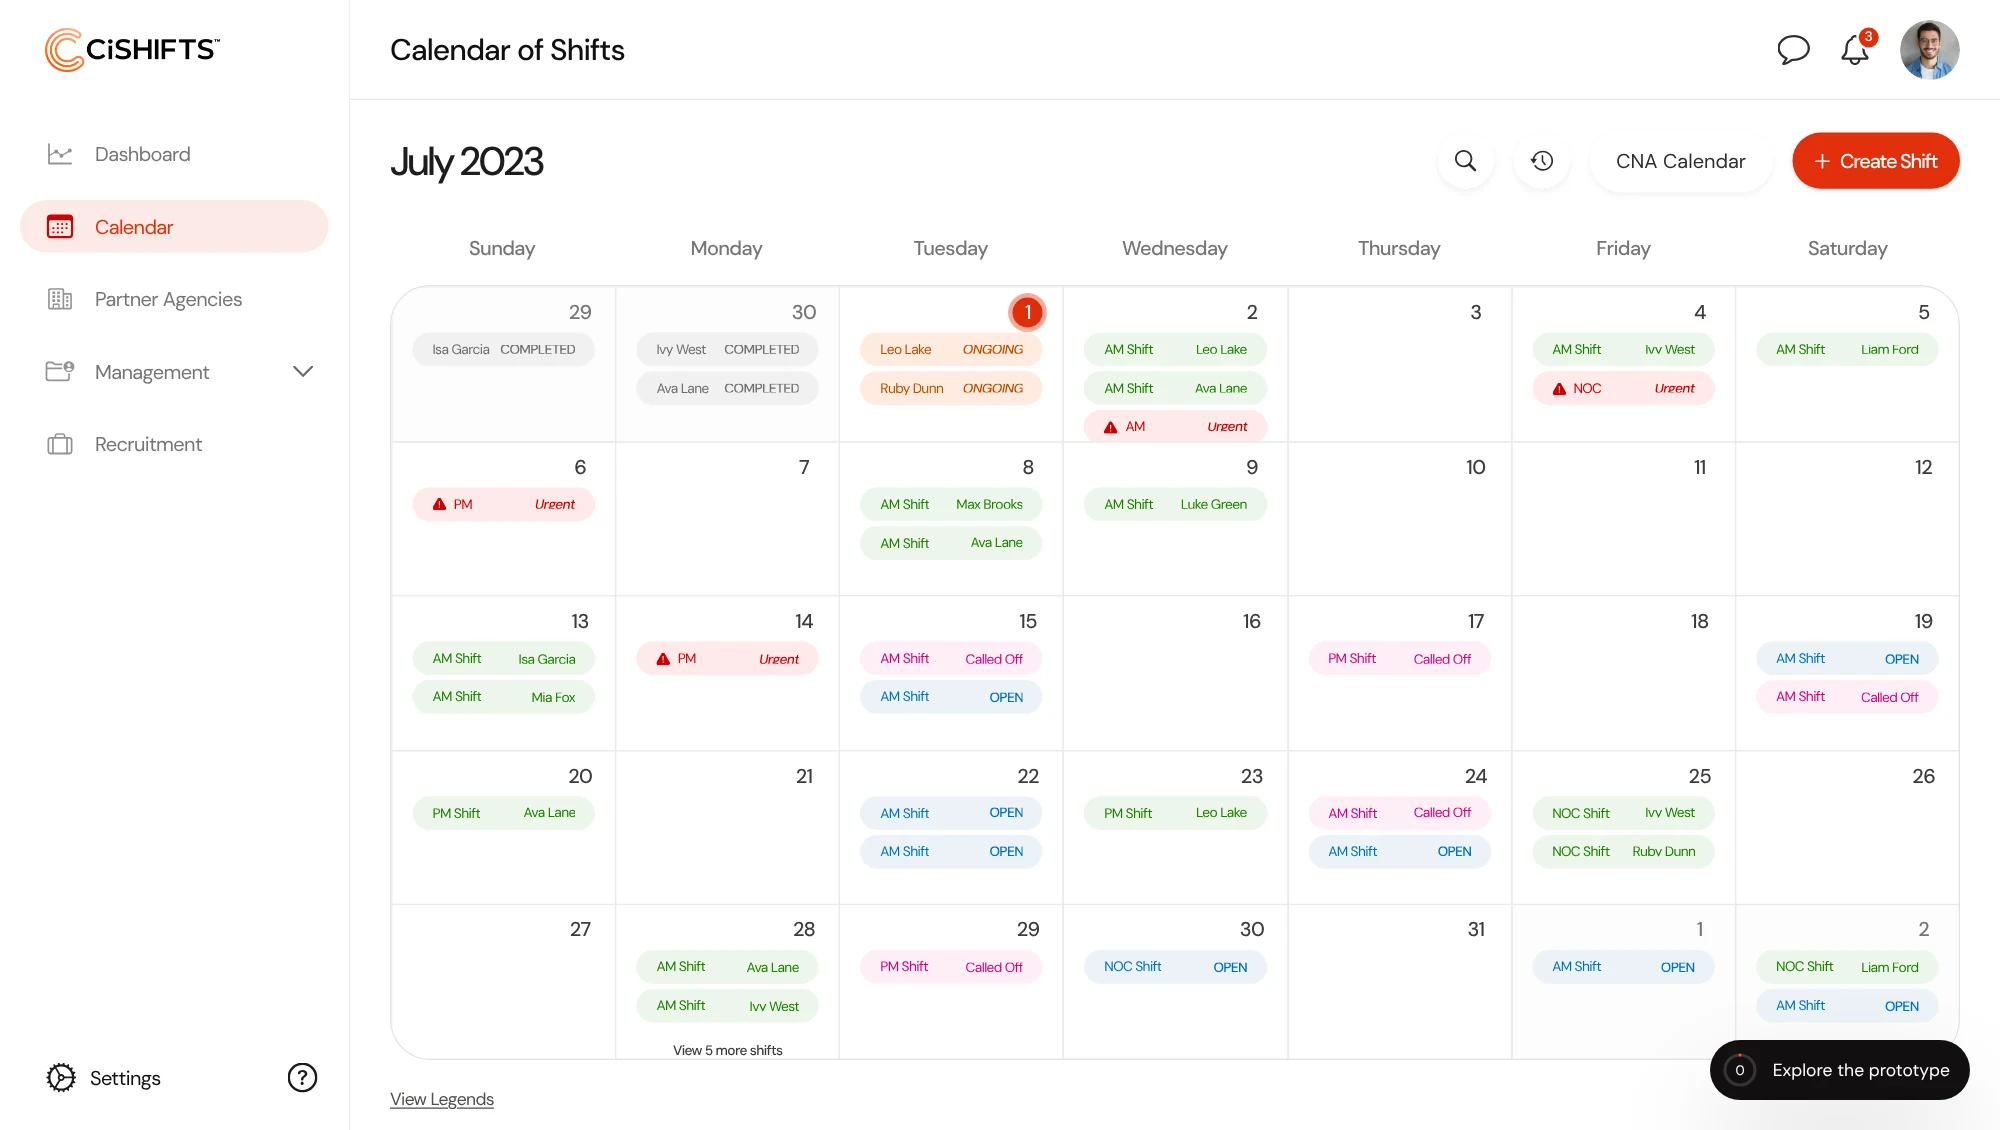 CiSHIFTS™
Calendar of Shifts
3
Dashboard
Calendar
Partner Agencies
Management
Recruitment
Settings
?
July 2023
CNA Calendar
+ Create Shift
Sunday Monday Tuesday Wednesday Thursday Friday Saturday
29 30 1 2 3 4 5
Isa Garcia COMPLETED Ivy West COMPLETED Leo Lake ONGOING AM Shift Leo Lake AM Shift Ivy West AM Shift Liam Ford
Ava Lane COMPLETED Ruby Dunn ONGOING AM Shift Ava Lane NOC Urgent
AM Urgent
6 7 8 9 10 11 12
PM Urgent AM Shift Max Brooks AM Shift Luke Green
AM Shift Ava Lane
13 14 15 16 17 18 19
AM Shift Isa Garcia PM Urgent AM Shift Called Off PM Shift Called Off AM Shift OPEN
AM Shift Mia Fox AM Shift OPEN AM Shift Called Off
20 21 22 23 24 25 26
PM Shift Ava Lane AM Shift OPEN PM Shift Leo Lake AM Shift Called Off NOC Shift Ivy West
AM Shift OPEN AM Shift OPEN NOC Shift Ruby Dunn
27 28 29 30 31 1 2
AM Shift Ava Lane PM Shift Called Off NOC Shift OPEN AM Shift OPEN NOC Shift Liam Ford
AM Shift Ivy West AM Shift OPEN
View 5 more shifts
0 Explore the prototype
View Legends